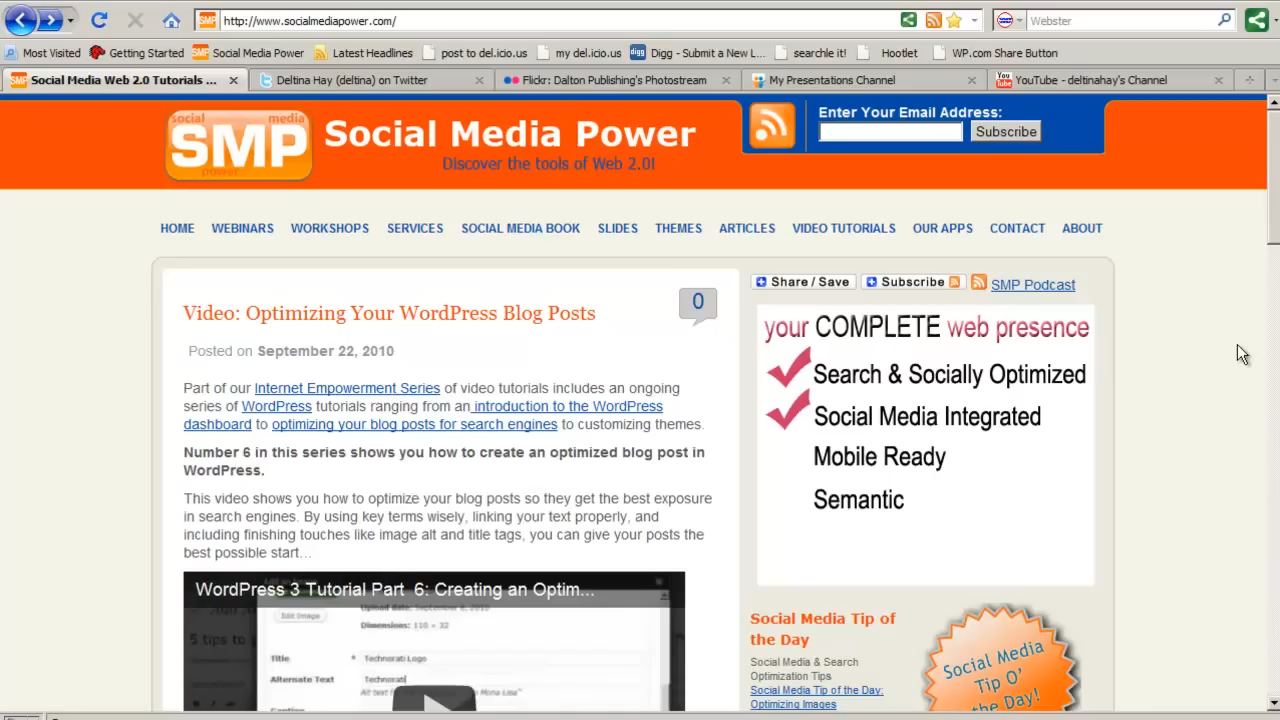 http://www.socialmediapower.com/
Webster
Most Visited Getting Started Social Media Power Latest Headlines post to del.icio.us my del.icio.us Digg - Submit a New L... searchle it! Hootlet WP.com Share Button
Social Media Web 2.0 Tutorials ... Deltina Hay (deltina) on Twitter Flickr: Dalton Publishing's Photostream My Presentations Channel YouTube - deltinahay's Channel
social media
SMP
power
Social Media Power
Discover the tools of Web 2.0!
Enter Your Email Address:
Subscribe
HOME WEBINARS WORKSHOPS SERVICES SOCIAL MEDIA BOOK SLIDES THEMES ARTICLES VIDEO TUTORIALS OUR APPS CONTACT ABOUT
Video: Optimizing Your WordPress Blog Posts
0
Posted on September 22, 2010
Part of our Internet Empowerment Series of video tutorials includes an ongoing
series of WordPress tutorials ranging from an introduction to the WordPress
dashboard to optimizing your blog posts for search engines to customizing themes.
Number 6 in this series shows you how to create an optimized blog post in
WordPress.
This video shows you how to optimize your blog posts so they get the best exposure
in search engines. By using key terms wisely, linking your text properly, and
including finishing touches like image alt and title tags, you can give your posts the
best possible start…
WordPress 3 Tutorial Part 6: Creating an Optim...
Edit Image
Dimensions: 110 × 32
Title * Technorati Logo
Alternate Text Technorati
Share / Save Subscribe SMP Podcast
your COMPLETE web presence
Search & Socially Optimized
Social Media Integrated
Mobile Ready
Semantic
Social Media Tip of
the Day
Social Media & Search
Optimization Tips
Social Media Tip of the Day:
Optimizing Images
Social Media
Tip O'
the Day!